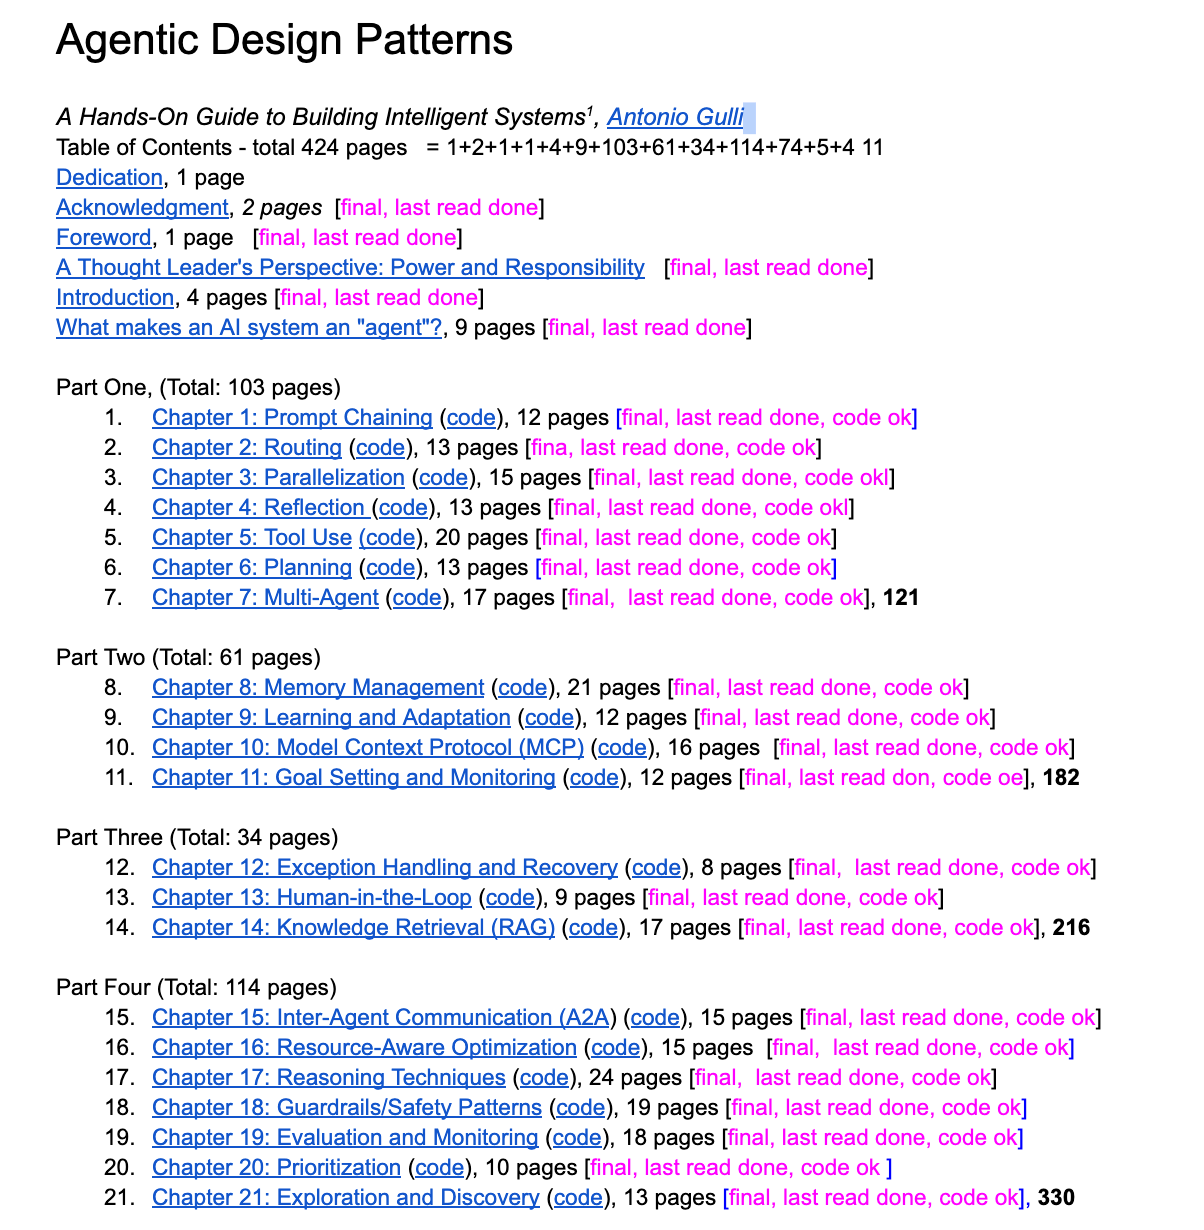 Agentic Design Patterns
A Hands-On Guide to Building Intelligent Systems¹, Antonio Gulli
Table of Contents - total 424 pages = 1+2+1+1+4+9+103+61+34+114+74+5+4 11
Dedication, 1 page
Acknowledgment, 2 pages [final, last read done]
Foreword, 1 page [final, last read done]
A Thought Leader's Perspective: Power and Responsibility [final, last read done]
Introduction, 4 pages [final, last read done]
What makes an AI system an "agent"?, 9 pages [final, last read done]
Part One, (Total: 103 pages)
1. Chapter 1: Prompt Chaining (code), 12 pages [final, last read done, code ok]
2. Chapter 2: Routing (code), 13 pages [fina, last read done, code ok]
3. Chapter 3: Parallelization (code), 15 pages [final, last read done, code okl]
4. Chapter 4: Reflection (code), 13 pages [final, last read done, code okl]
5. Chapter 5: Tool Use (code), 20 pages [final, last read done, code ok]
6. Chapter 6: Planning (code), 13 pages [final, last read done, code ok]
7. Chapter 7: Multi-Agent (code), 17 pages [final, last read done, code ok], 121
Part Two (Total: 61 pages)
8. Chapter 8: Memory Management (code), 21 pages [final, last read done, code ok]
9. Chapter 9: Learning and Adaptation (code), 12 pages [final, last read done, code ok]
10. Chapter 10: Model Context Protocol (MCP) (code), 16 pages [final, last read done, code ok]
11. Chapter 11: Goal Setting and Monitoring (code), 12 pages [final, last read don, code oe], 182
Part Three (Total: 34 pages)
12. Chapter 12: Exception Handling and Recovery (code), 8 pages [final, last read done, code ok]
13. Chapter 13: Human-in-the-Loop (code), 9 pages [final, last read done, code ok]
14. Chapter 14: Knowledge Retrieval (RAG) (code), 17 pages [final, last read done, code ok], 216
Part Four (Total: 114 pages)
15. Chapter 15: Inter-Agent Communication (A2A) (code), 15 pages [final, last read done, code ok]
16. Chapter 16: Resource-Aware Optimization (code), 15 pages [final, last read done, code ok]
17. Chapter 17: Reasoning Techniques (code), 24 pages [final, last read done, code ok]
18. Chapter 18: Guardrails/Safety Patterns (code), 19 pages [final, last read done, code ok]
19. Chapter 19: Evaluation and Monitoring (code), 18 pages [final, last read done, code ok]
20. Chapter 20: Prioritization (code), 10 pages [final, last read done, code ok ]
21. Chapter 21: Exploration and Discovery (code), 13 pages [final, last read done, code ok], 330